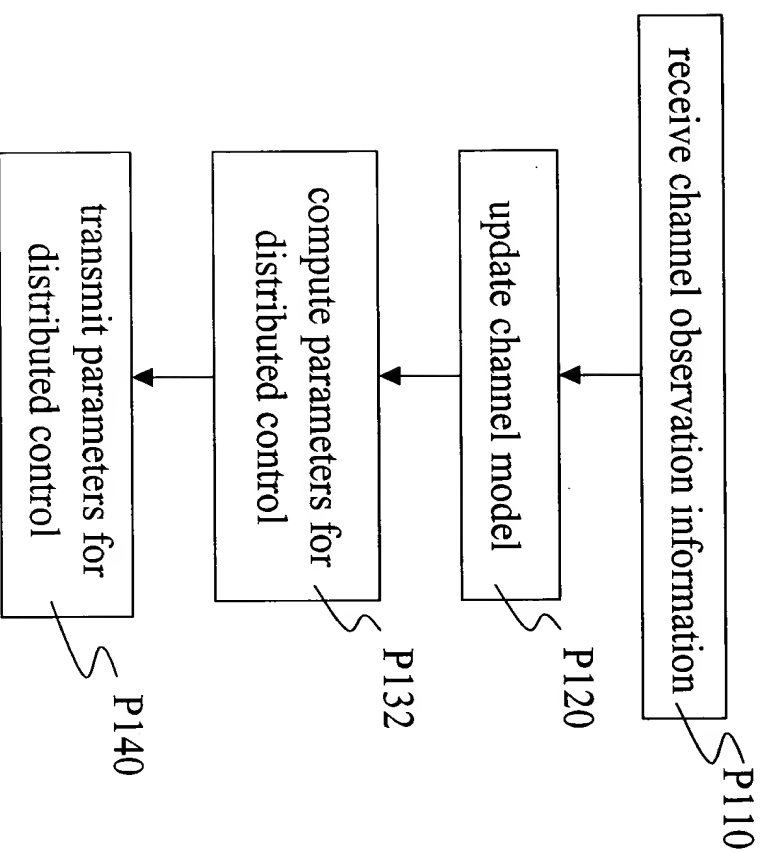 receive channel observation information
P110
update channel model
P120
compute parameters for
distributed control
P132
transmit parameters for
distributed control
P140